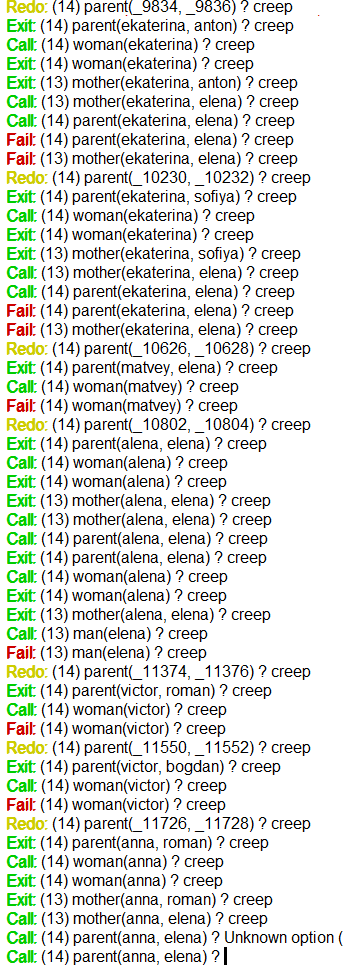 Redo: (14) parent(_9834, _9836) ? creep
Exit: (14) parent(ekaterina, anton) ? creep
Call: (14) woman(ekaterina) ? creep
Exit: (14) woman(ekaterina) ? creep
Exit: (13) mother(ekaterina, anton) ? creep
Call: (13) mother(ekaterina, elena) ? creep
Call: (14) parent(ekaterina, elena) ? creep
Fail: (14) parent(ekaterina, elena) ? creep
Fail: (13) mother(ekaterina, elena) ? creep
Redo: (14) parent(_10230, _10232) ? creep
Exit: (14) parent(ekaterina, sofiya) ? creep
Call: (14) woman(ekaterina) ? creep
Exit: (14) woman(ekaterina) ? creep
Exit: (13) mother(ekaterina, sofiya) ? creep
Call: (13) mother(ekaterina, elena) ? creep
Call: (14) parent(ekaterina, elena) ? creep
Fail: (14) parent(ekaterina, elena) ? creep
Fail: (13) mother(ekaterina, elena) ? creep
Redo: (14) parent(_10626, _10628) ? creep
Exit: (14) parent(matvey, elena) ? creep
Call: (14) woman(matvey) ? creep
Fail: (14) woman(matvey) ? creep
Redo: (14) parent(_10802, _10804) ? creep
Exit: (14) parent(alena, elena) ? creep
Call: (14) woman(alena) ? creep
Exit: (14) woman(alena) ? creep
Exit: (13) mother(alena, elena) ? creep
Call: (13) mother(alena, elena) ? creep
Call: (14) parent(alena, elena) ? creep
Exit: (14) parent(alena, elena) ? creep
Call: (14) woman(alena) ? creep
Exit: (14) woman(alena) ? creep
Exit: (13) mother(alena, elena) ? creep
Call: (13) man(elena) ? creep
Fail: (13) man(elena) ? creep
Redo: (14) parent(_11374, _11376) ? creep
Exit: (14) parent(victor, roman) ? creep
Call: (14) woman(victor) ? creep
Fail: (14) woman(victor) ? creep
Redo: (14) parent(_11550, _11552) ? creep
Exit: (14) parent(victor, bogdan) ? creep
Call: (14) woman(victor) ? creep
Fail: (14) woman(victor) ? creep
Redo: (14) parent(_11726, _11728) ? creep
Exit: (14) parent(anna, roman) ? creep
Call: (14) woman(anna) ? creep
Exit: (14) woman(anna) ? creep
Exit: (13) mother(anna, roman) ? creep
Call: (13) mother(anna, elena) ? creep
Call: (14) parent(anna, elena) ? Unknown option (
Call: (14) parent(anna, elena) ?